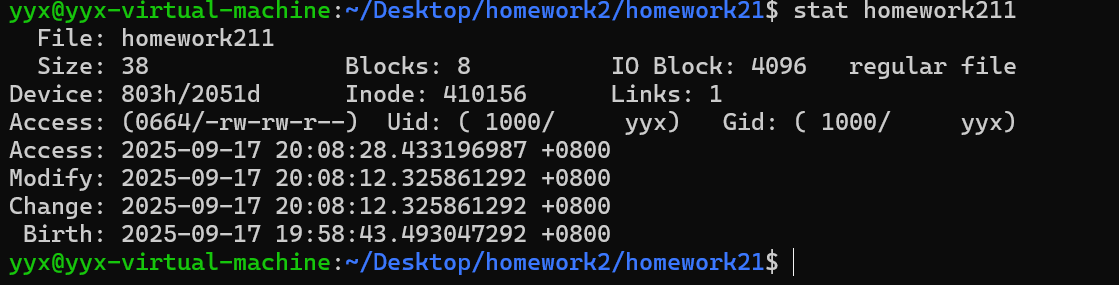 yyx@yyx-virtual-machine:~/Desktop/homework2/homework21$ stat homework211
  File: homework211
  Size: 38              Blocks: 8          IO Block: 4096   regular file
Device: 803h/2051d      Inode: 410156      Links: 1
Access: (0664/-rw-rw-r--)  Uid: ( 1000/     yyx)   Gid: ( 1000/     yyx)
Access: 2025-09-17 20:08:28.433196987 +0800
Modify: 2025-09-17 20:08:12.325861292 +0800
Change: 2025-09-17 20:08:12.325861292 +0800
 Birth: 2025-09-17 19:58:43.493047292 +0800
yyx@yyx-virtual-machine:~/Desktop/homework2/homework21$